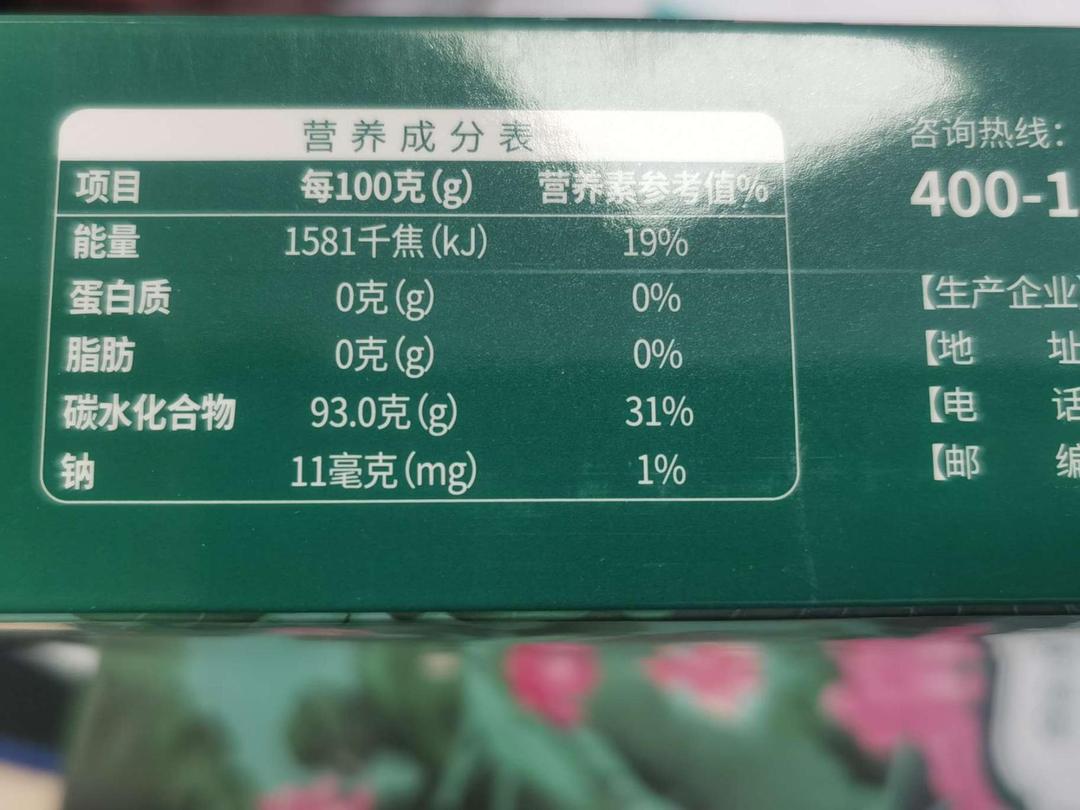 营养成分表
项目 每100克(g) 营养素参考值%
能量 1581千焦(kJ) 19%
蛋白质 0克(g) 0%
脂肪 0克(g) 0%
碳水化合物 93.0克(g) 31%
钠 11毫克(mg) 1%
咨询热线：
400-1
【生产企业
【地 址
【电 话
【邮 编